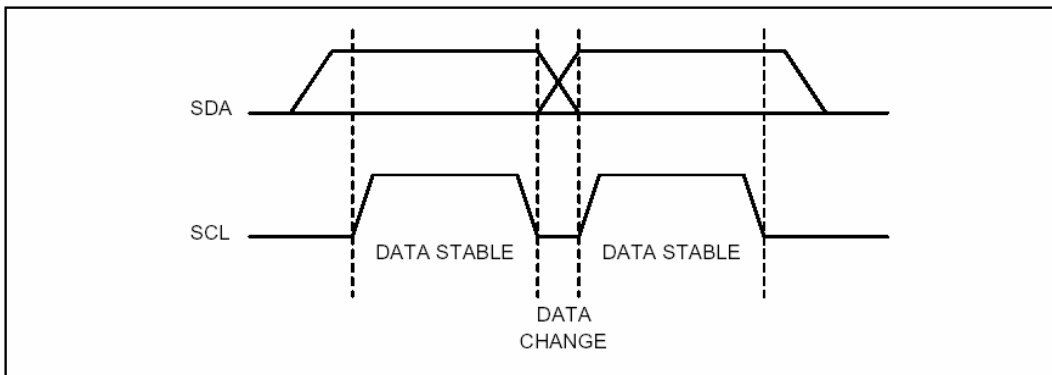 SDA
SCL
DATA STABLE
DATA STABLE
DATA
CHANGE